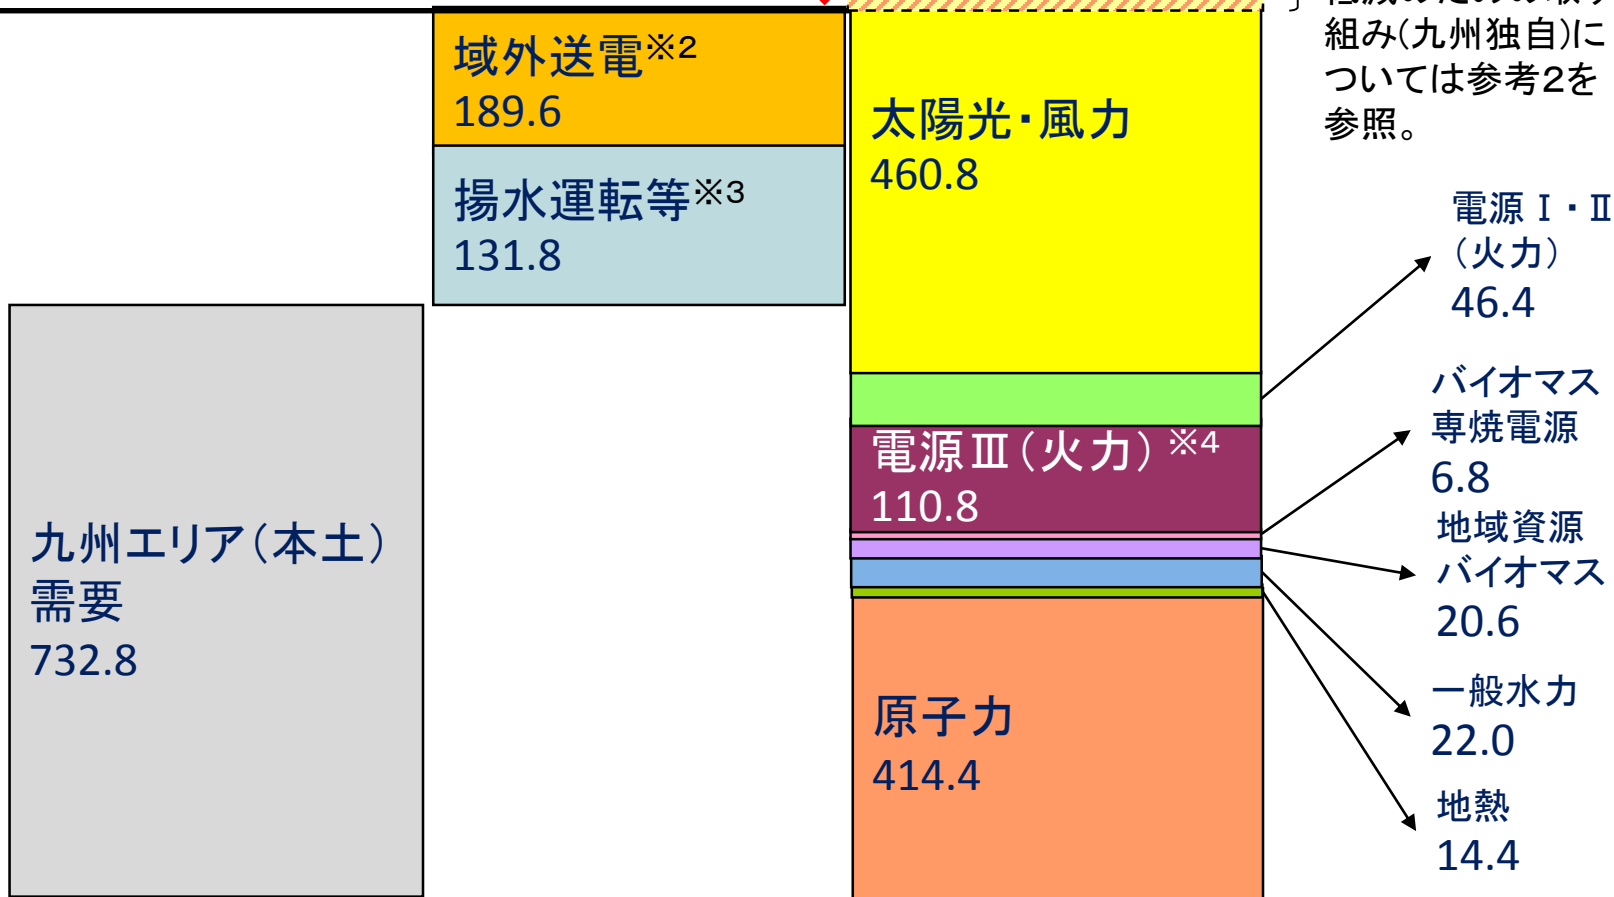 域外送電※2
189.6
揚水運転等※3
131.8
九州エリア(本土)
需要
732.8
太陽光・風力
460.8
電源Ⅲ(火力)※4
110.8
原子力
414.4
組み(九州独自)に
ついては参考2を
参照。
電源Ⅰ・Ⅱ
(火力)
46.4
バイオマス
専焼電源
6.8
地域資源
バイオマス
20.6
一般水力
22.0
地熱
14.4